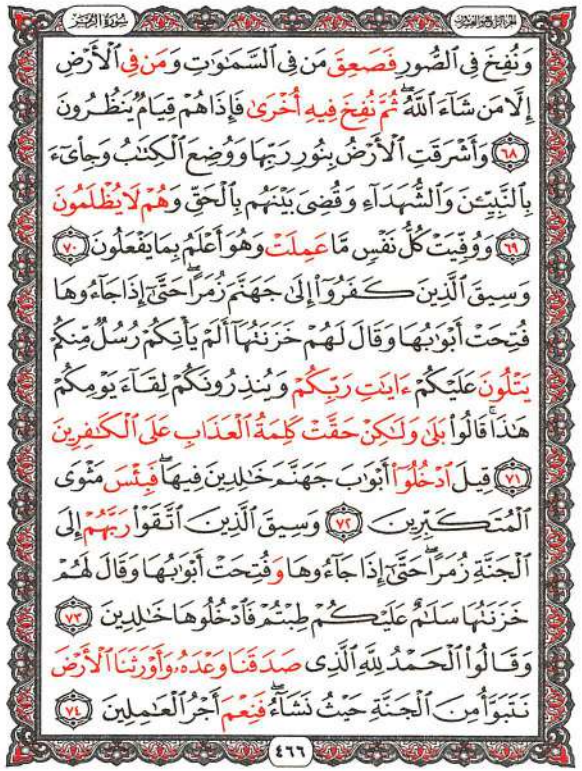 الجزء الرابع والعشرون
سورة الزمر
وَنُفِخَ فِى ٱلصُّورِ فَصَعِقَ مَن فِى ٱلسَّمَٰوَٰتِ وَمَن فِى ٱلْأَرْضِ
إِلَّا مَن شَآءَ ٱللَّهُ ۖ ثُمَّ نُفِخَ فِيهِ أُخْرَىٰ فَإِذَا هُمْ قِيَامٌ يَنظُرُونَ
٦٨ وَأَشْرَقَتِ ٱلْأَرْضُ بِنُورِ رَبِّهَا وَوُضِعَ ٱلْكِتَٰبُ وَجِا۟ىٓءَ
بِٱلنَّبِيِّۦنَ وَٱلشُّهَدَآءِ وَقُضِىَ بَيْنَهُم بِٱلْحَقِّ وَهُمْ لَا يُظْلَمُونَ
٦٩ وَوُفِّيَتْ كُلُّ نَفْسٍ مَّا عَمِلَتْ وَهُوَ أَعْلَمُ بِمَا يَفْعَلُونَ ٧٠
وَسِيقَ ٱلَّذِينَ كَفَرُوٓا۟ إِلَىٰ جَهَنَّمَ زُمَرًا ۖ حَتَّىٰٓ إِذَا جَآءُوهَا
فُتِحَتْ أَبْوَٰبُهَا وَقَالَ لَهُمْ خَزَنَتُهَآ أَلَمْ يَأْتِكُمْ رُسُلٌ مِّنكُمْ
يَتْلُونَ عَلَيْكُمْ ءَايَٰتِ رَبِّكُمْ وَيُنذِرُونَكُمْ لِقَآءَ يَوْمِكُمْ
هَٰذَا ۚ قَالُوا۟ بَلَىٰ وَلَٰكِنْ حَقَّتْ كَلِمَةُ ٱلْعَذَابِ عَلَى ٱلْكَٰفِرِينَ
٧١ قِيلَ ٱدْخُلُوٓا۟ أَبْوَٰبَ جَهَنَّمَ خَٰلِدِينَ فِيهَا ۖ فَبِئْسَ مَثْوَى
ٱلْمُتَكَبِّرِينَ ٧٢ وَسِيقَ ٱلَّذِينَ ٱتَّقَوْا۟ رَبَّهُمْ إِلَى
ٱلْجَنَّةِ زُمَرًا ۖ حَتَّىٰٓ إِذَا جَآءُوهَا وَفُتِحَتْ أَبْوَٰبُهَا وَقَالَ لَهُمْ
خَزَنَتُهَا سَلَٰمٌ عَلَيْكُمْ طِبْتُمْ فَٱدْخُلُوهَا خَٰلِدِينَ ٧٣
وَقَالُوا۟ ٱلْحَمْدُ لِلَّهِ ٱلَّذِى صَدَقَنَا وَعْدَهُۥ وَأَوْرَثَنَا ٱلْأَرْضَ
نَتَبَوَّأُ مِنَ ٱلْجَنَّةِ حَيْثُ نَشَآءُ ۖ فَنِعْمَ أَجْرُ ٱلْعَٰمِلِينَ ٧٤
٤٦٦